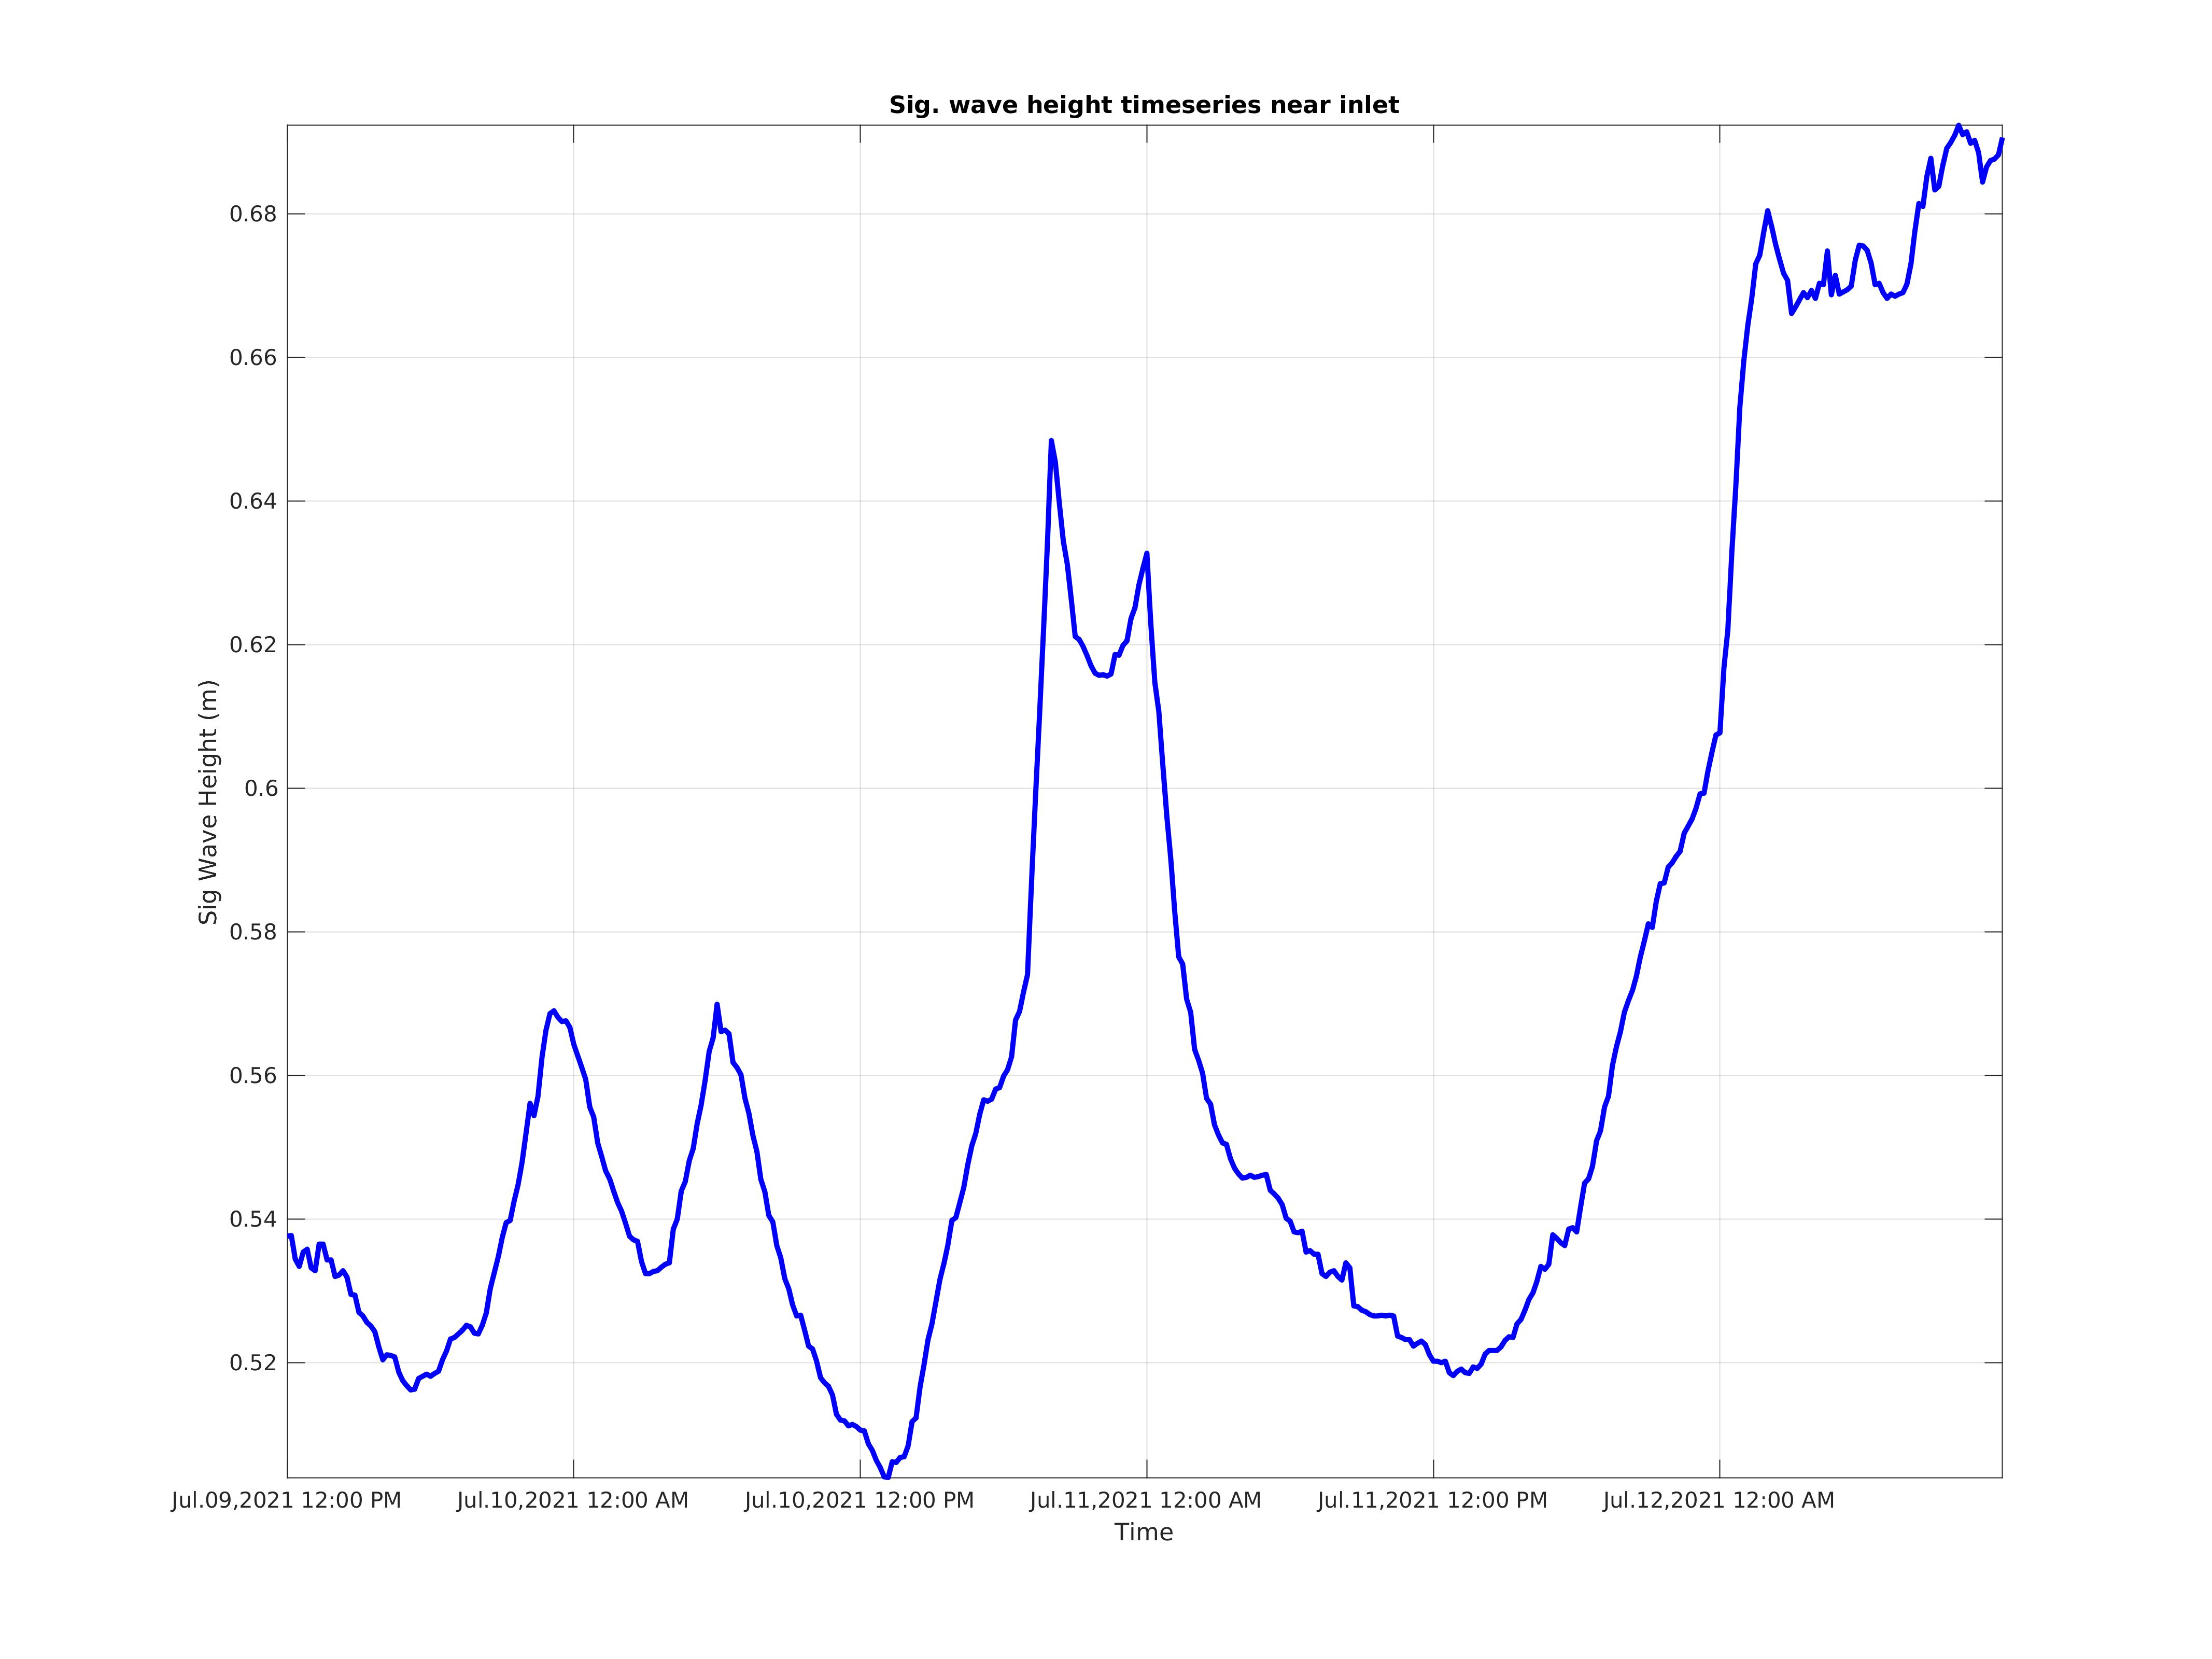 Sig. wave height timeseries near inlet
0.68
0.66
0.64
0.62
0.6
0.58
0.56
0.54
0.52
Sig Wave Height (m)
Jul.09,2021 12:00 PM
Jul.10,2021 12:00 AM
Jul.10,2021 12:00 PM
Jul.11,2021 12:00 AM
Jul.11,2021 12:00 PM
Jul.12,2021 12:00 AM
Time